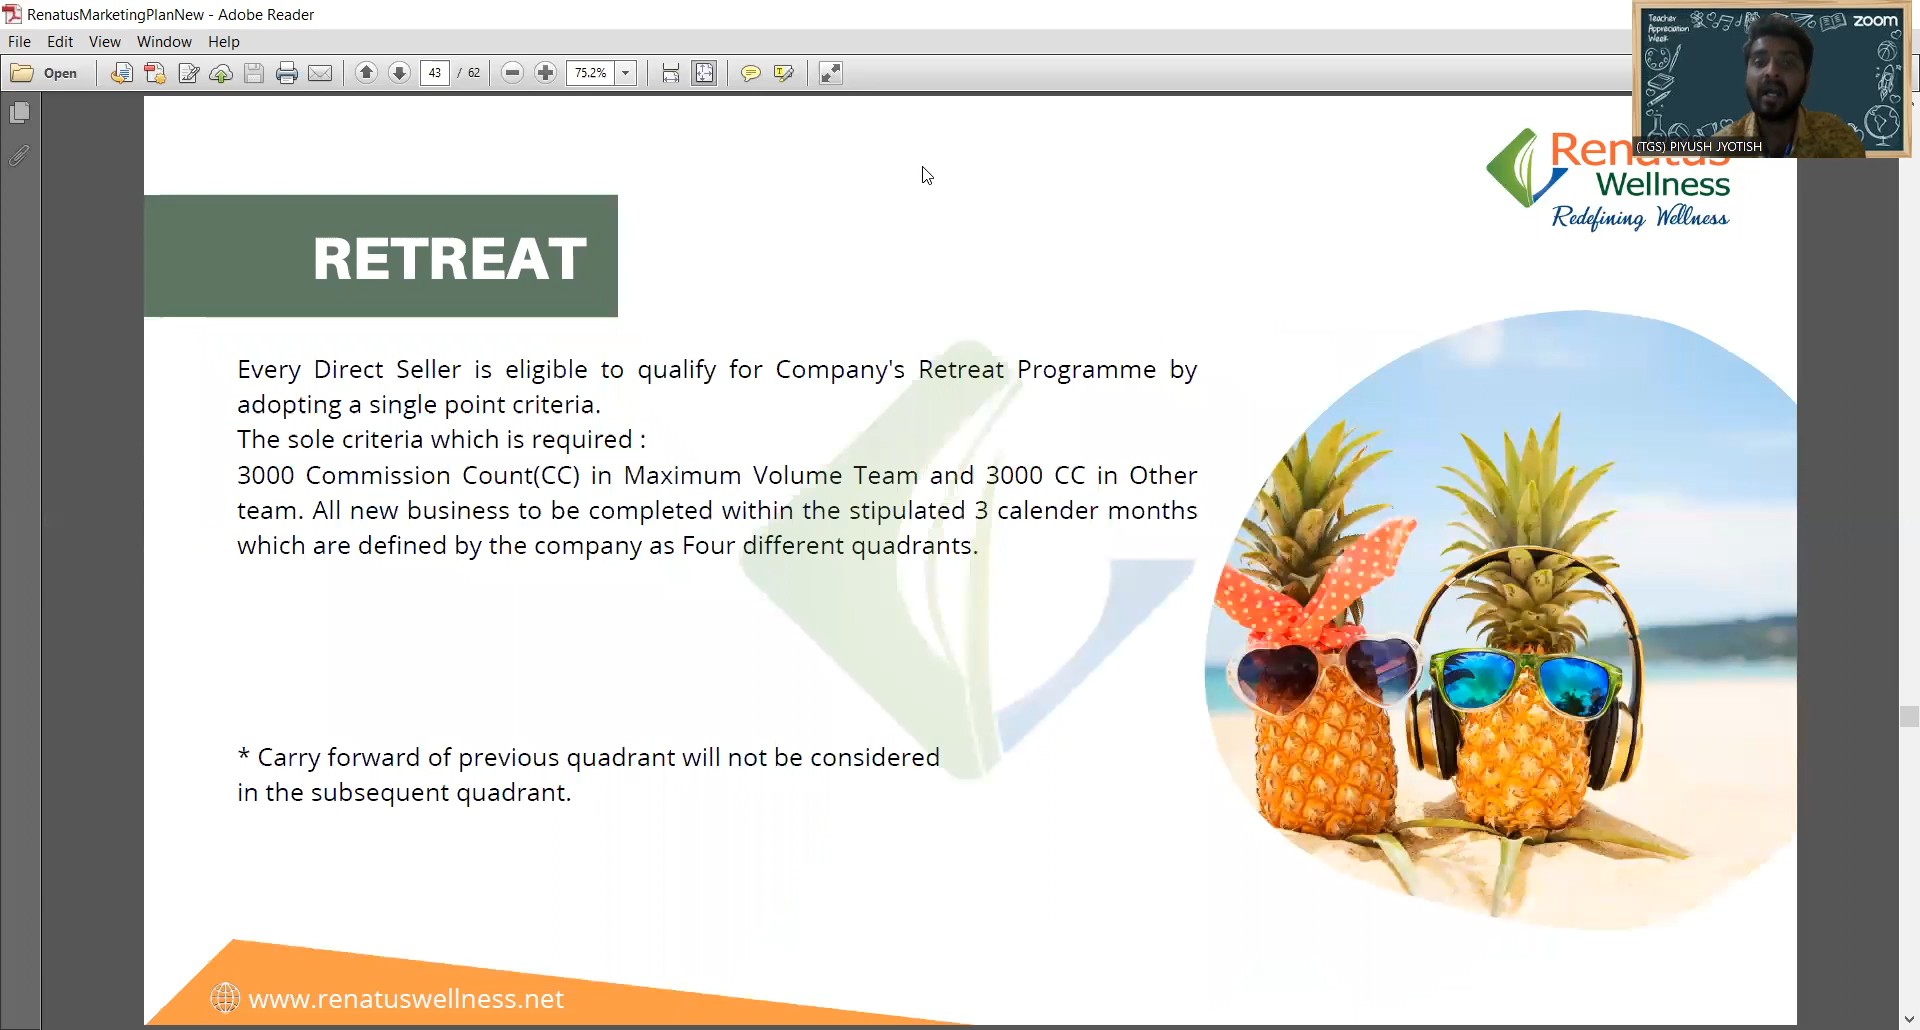 RenatusMarketingPlanNew - Adobe Reader
File Edit View Window Help
Open 43 / 62 75.2%
Teacher
Appreciation
Week
zoom
(TGS) PIYUSH JYOTISH
Renatus
Wellness
Redefining Wellness
RETREAT
Every Direct Seller is eligible to qualify for Company's Retreat Programme by
adopting a single point criteria.
The sole criteria which is required :
3000 Commission Count(CC) in Maximum Volume Team and 3000 CC in Other
team. All new business to be completed within the stipulated 3 calender months
which are defined by the company as Four different quadrants.
* Carry forward of previous quadrant will not be considered
in the subsequent quadrant.
www.renatuswellness.net